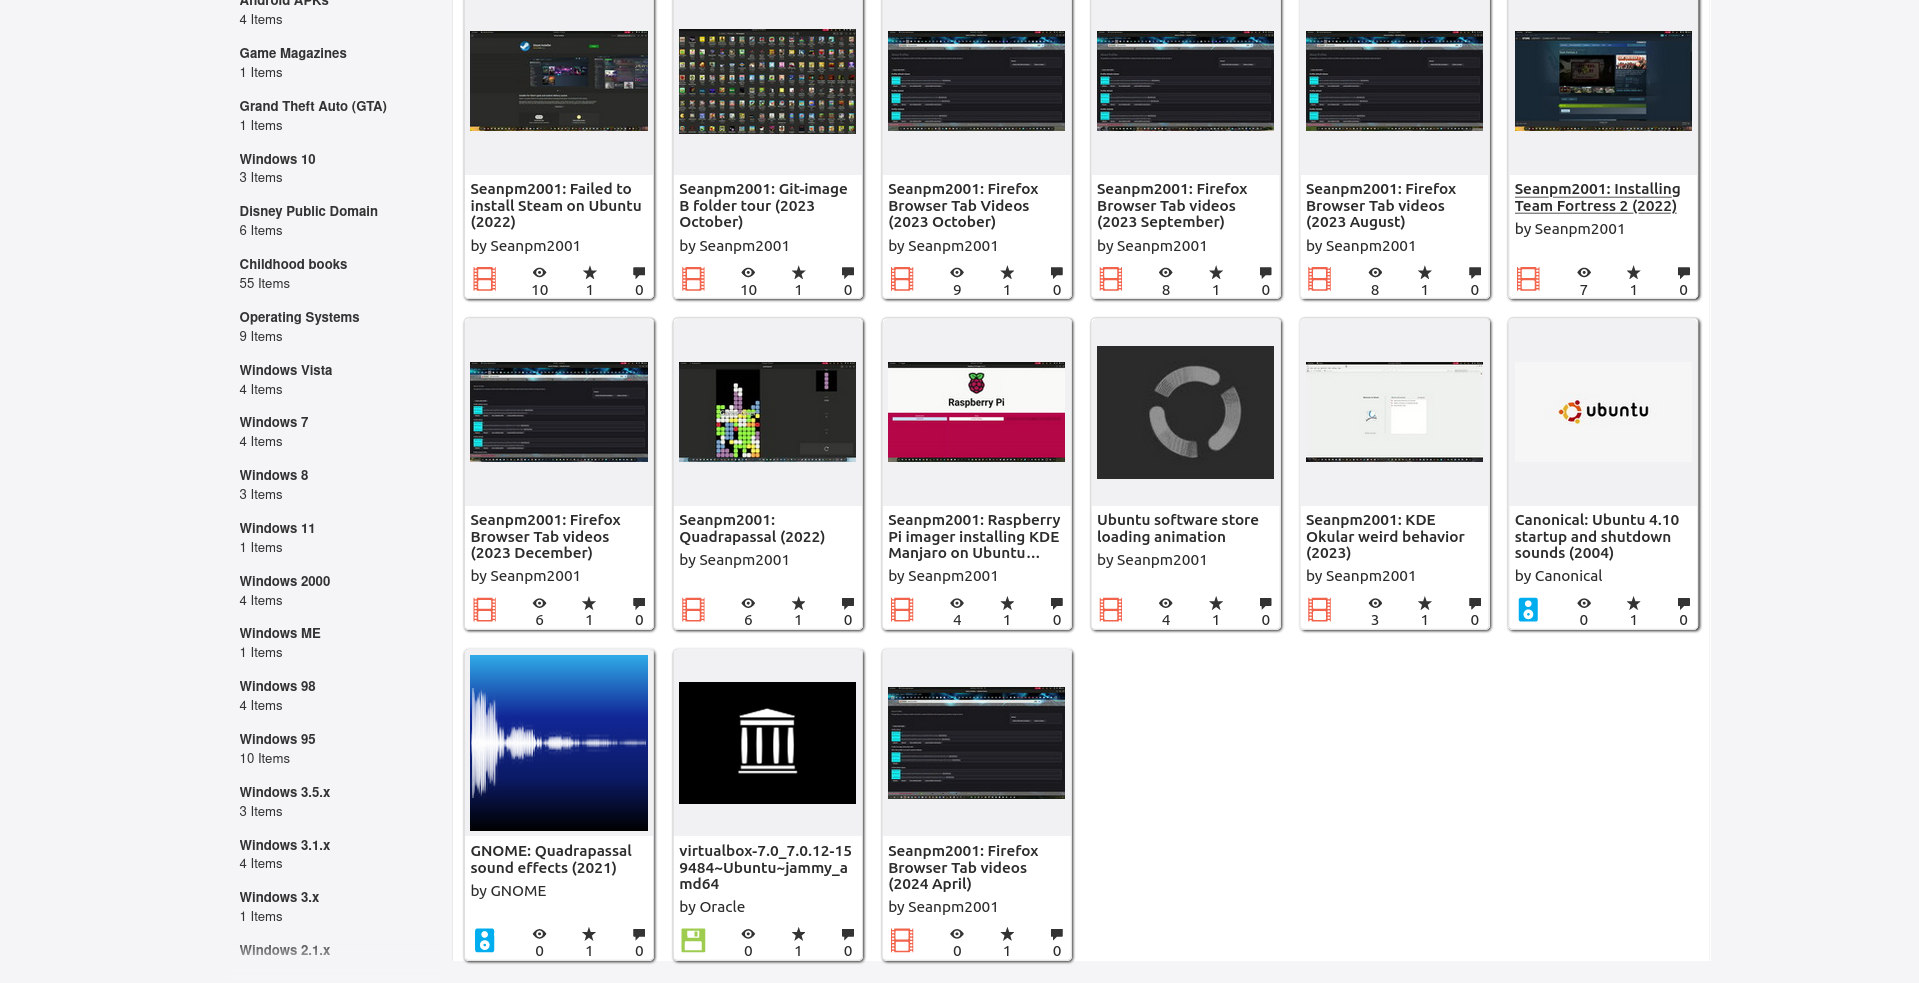 Android APKs
4 Items
Game Magazines
1 Items
Grand Theft Auto (GTA)
1 Items
Windows 10
3 Items
Disney Public Domain
6 Items
Childhood books
55 Items
Operating Systems
9 Items
Windows Vista
4 Items
Windows 7
4 Items
Windows 8
3 Items
Windows 11
1 Items
Windows 2000
4 Items
Windows ME
1 Items
Windows 98
4 Items
Windows 95
10 Items
Windows 3.5.x
3 Items
Windows 3.1.x
4 Items
Windows 3.x
1 Items
Windows 2.1.x
Seanpm2001: Failed to
install Steam on Ubuntu
(2022)
by Seanpm2001
10 1 0
Seanpm2001: Git-image
B folder tour (2023
October)
by Seanpm2001
10 1 0
Seanpm2001: Firefox
Browser Tab Videos
(2023 October)
by Seanpm2001
9 1 0
Seanpm2001: Firefox
Browser Tab videos
(2023 September)
by Seanpm2001
8 1 0
Seanpm2001: Firefox
Browser Tab videos
(2023 August)
by Seanpm2001
8 1 0
Seanpm2001: Installing
Team Fortress 2 (2022)
by Seanpm2001
7 1 0
Seanpm2001: Firefox
Browser Tab videos
(2023 December)
by Seanpm2001
6 1 0
Seanpm2001:
Quadrapassal (2022)
by Seanpm2001
6 1 0
Raspberry Pi
Seanpm2001: Raspberry
Pi imager installing KDE
Manjaro on Ubuntu...
by Seanpm2001
4 1 0
Ubuntu software store
loading animation
by Seanpm2001
4 1 0
Seanpm2001: KDE
Okular weird behavior
(2023)
by Seanpm2001
3 1 0
ubuntu
Canonical: Ubuntu 4.10
startup and shutdown
sounds (2004)
by Canonical
0 1 0
GNOME: Quadrapassal
sound effects (2021)
by GNOME
0 1 0
virtualbox-7.0_7.0.12-15
9484~Ubuntu~jammy_a
md64
by Oracle
0 1 0
Seanpm2001: Firefox
Browser Tab videos
(2024 April)
by Seanpm2001
0 1 0